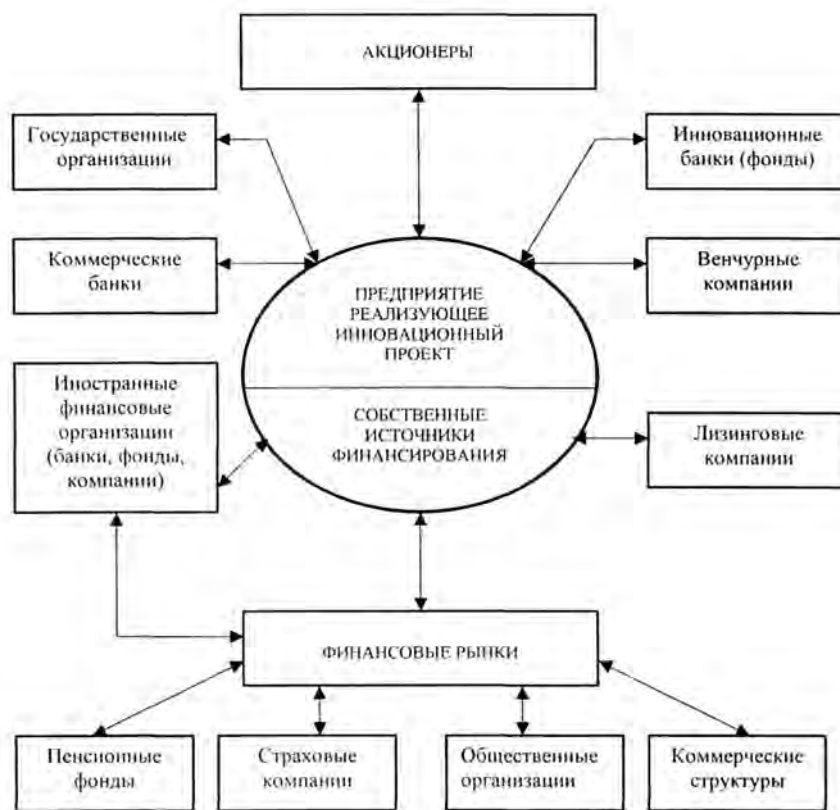 АКЦИОНЕРЫ
Государственные
организации
Инновационные
банки (фонды)
Коммерческие
банки
Венчурные
компании
ПРЕДПРИЯТИЕ
РЕАЛИЗУЮЩЕЕ
ИННОВАЦИОННЫЙ
ПРОЕКТ
Иностранные
финансовые
организации
(банки, фонды,
компании)
СОБСТВЕННЫЕ
ИСТОЧНИКИ
ФИНАНСИРОВАНИЯ
Лизинговые
компании
ФИНАНСОВЫЕ РЫНКИ
Пенсионные
фонды
Страховые
компании
Общественные
организации
Коммерческие
структуры